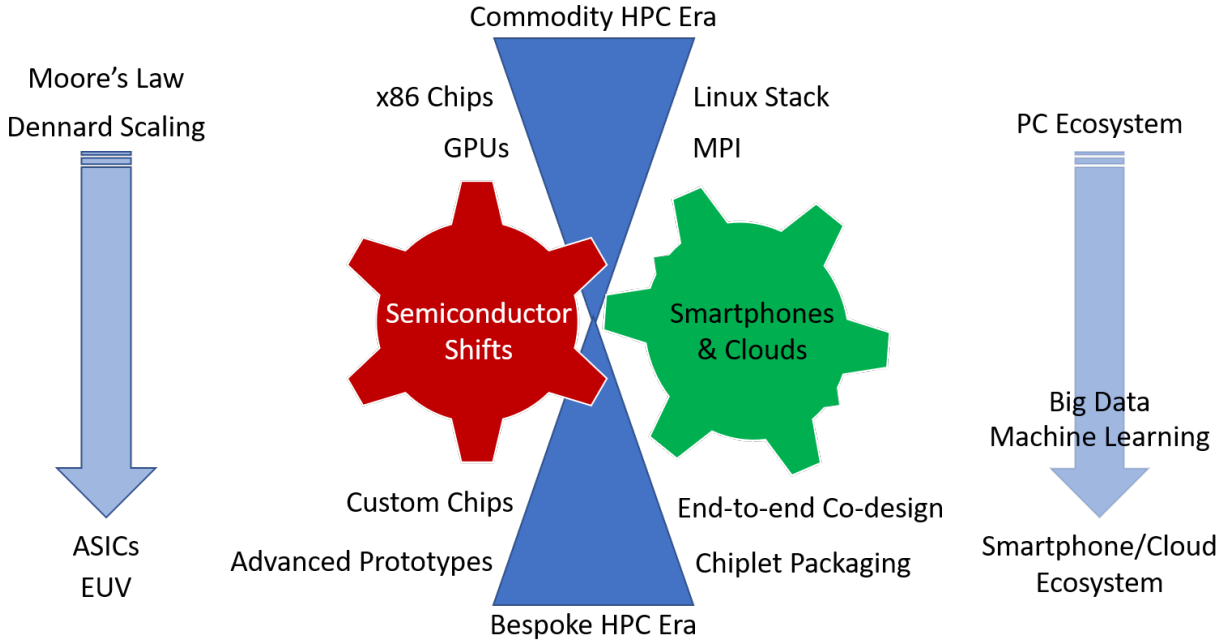 Commodity HPC Era
Moore’s Law
Dennard Scaling
x86 Chips
GPUs
Linux Stack
MPI
PC Ecosystem
Semiconductor
Shifts
Smartphones
& Clouds
Big Data
Machine Learning
Custom Chips
Advanced Prototypes
End-to-end Co-design
Chiplet Packaging
ASICs
EUV
Smartphone/Cloud
Ecosystem
Bespoke HPC Era